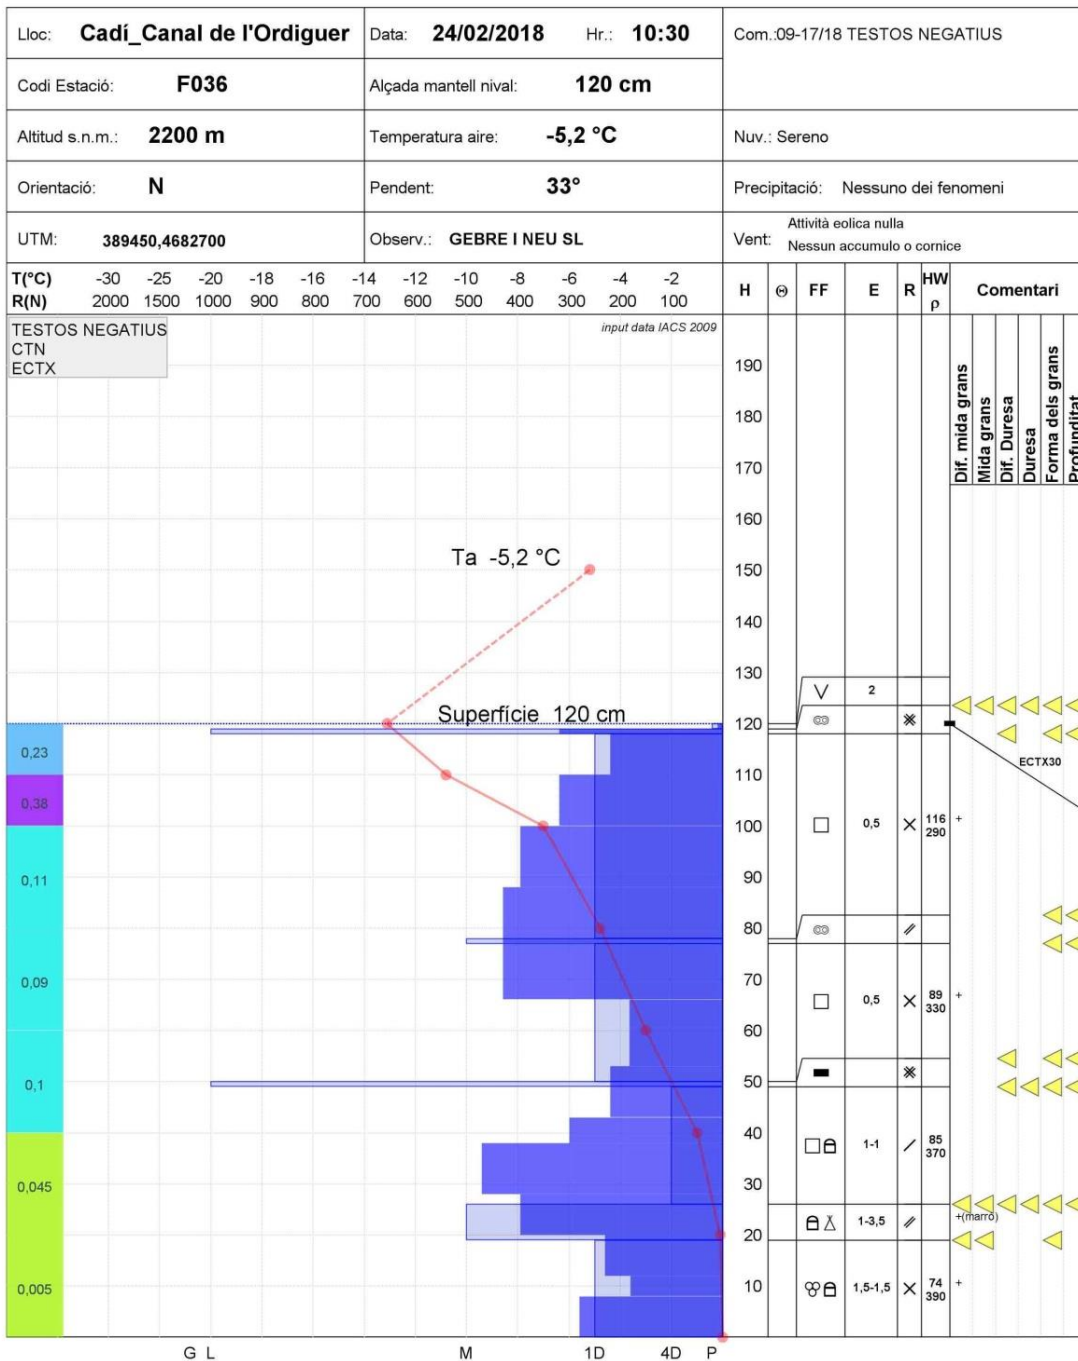 Lloc: Cadí_Canal de l'Ordiguer Data: 24/02/2018 Hr.: 10:30 Com.:09-17/18 TESTOS NEGATIUS
Codi Estació: F036 Alçada mantell nival: 120 cm
Altitud s.n.m.: 2200 m Temperatura aire: -5,2 °C Nuv.: Sereno
Orientació: N Pendent: 33° Precipitació: Nessuno dei fenomeni
UTM: 389450,4682700 Observ.: GEBRE I NEU SL Vent: Attività eolica nulla
Nessun accumulo o cornice
T(°C) -30 -25 -20 -18 -16 -14 -12 -10 -8 -6 -4 -2
R(N) 2000 1500 1000 900 800 700 600 500 400 300 200 100
H Θ FF E R HW ρ Comentari
TESTOS NEGATIUS
CTN
ECTX
input data IACS 2009
Dif. mida grans
Mida grans
Dif. Duresa
Duresa
Forma dels grans
Profunditat
190
180
170
160
Ta -5,2 °C
150
140
130
2
Superfície 120 cm
120
0,23
ECTX30
110
0,38
100
0,5 116 +
290
0,11
90
80
0,09
70
0,5 89 +
330
60
0,1
50
40
1-1 85
370
0,045
30
1-3,5 +(marró)
20
0,005
10
1,5-1,5 74 +
390
G L M 1D 4D P